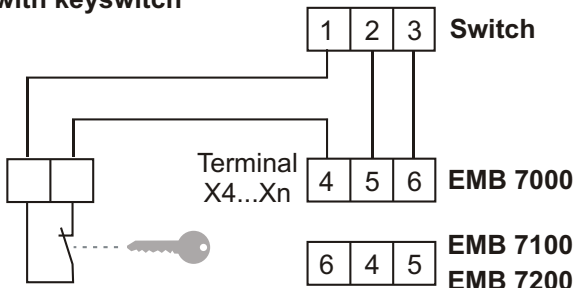 with keyswitch
1 2 3 Switch
Terminal
X4...Xn
4 5 6 EMB 7000
6 4 5
EMB 7100
EMB 7200